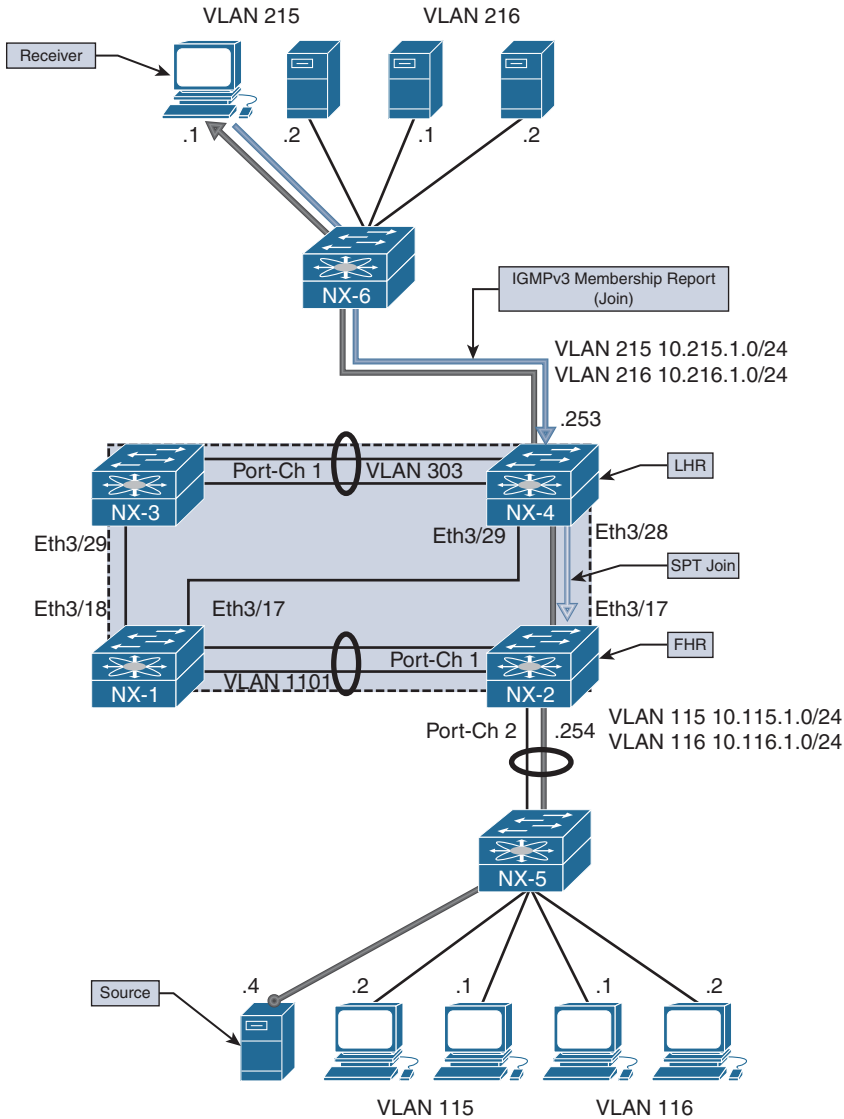 VLAN 215
VLAN 216
Receiver
.1
.2
.1
.2
NX-6
IGMPv3 Membership Report
(Join)
VLAN 215 10.215.1.0/24
VLAN 216 10.216.1.0/24
.253
Port-Ch 1
VLAN 303
LHR
NX-3
NX-4
Eth3/29
Eth3/29
Eth3/28
SPT Join
Eth3/18
Eth3/17
Eth3/17
Port-Ch 1
FHR
VLAN 1101
NX-1
NX-2
Port-Ch 2
.254
VLAN 115 10.115.1.0/24
VLAN 116 10.116.1.0/24
NX-5
Source
.4
.2
.1
.1
.2
VLAN 115
VLAN 116